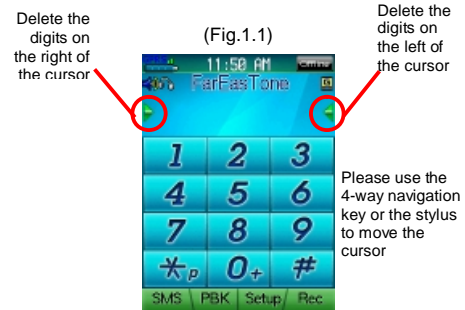 Delete the
digits on
the right of
the cursor
(Fig.1.1)
Delete the
digits on
the left of
the cursor
11:50 AM
FarEasTone
1 2 3
4 5 6
7 8 9
*p 0+ #
SMS PBK Setup Rec
Please use the
4-way navigation
key or the stylus
to move the
cursor